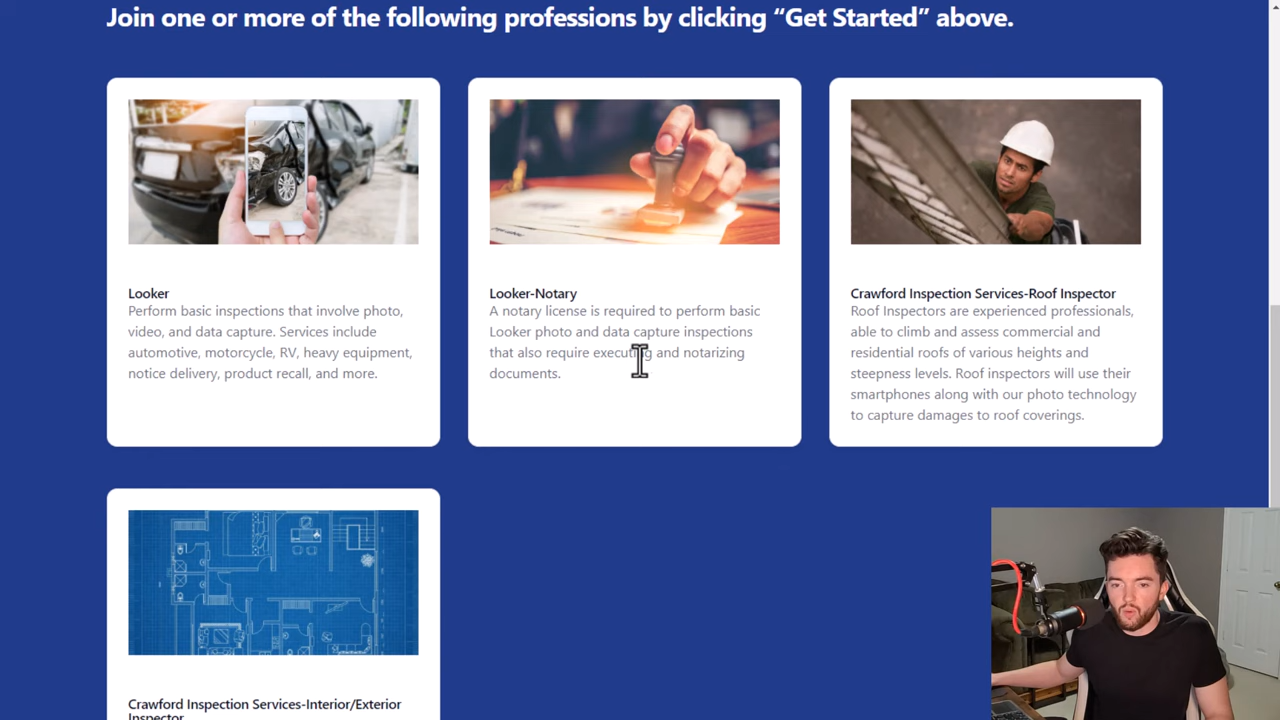 Join one or more of the following professions by clicking “Get Started” above.
Looker
Perform basic inspections that involve photo,
video, and data capture. Services include
automotive, motorcycle, RV, heavy equipment,
notice delivery, product recall, and more.
Looker-Notary
A notary license is required to perform basic
Looker photo and data capture inspections
that also require executing and notarizing
documents.
Crawford Inspection Services-Roof Inspector
Roof Inspectors are experienced professionals,
able to climb and assess commercial and
residential roofs of various heights and
steepness levels. Roof inspectors will use their
smartphones along with our photo technology
to capture damages to roof coverings.
Crawford Inspection Services-Interior/Exterior
Inspector